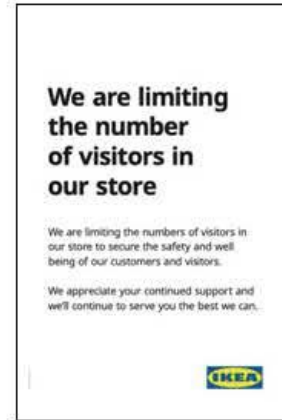 We are limiting
the number
of visitors in
our store
We are limiting the numbers of visitors in
our store to secure the safety and well
being of our customers and visitors.
We appreciate your continued support and
we'll continue to serve you the best we can.
IKEA